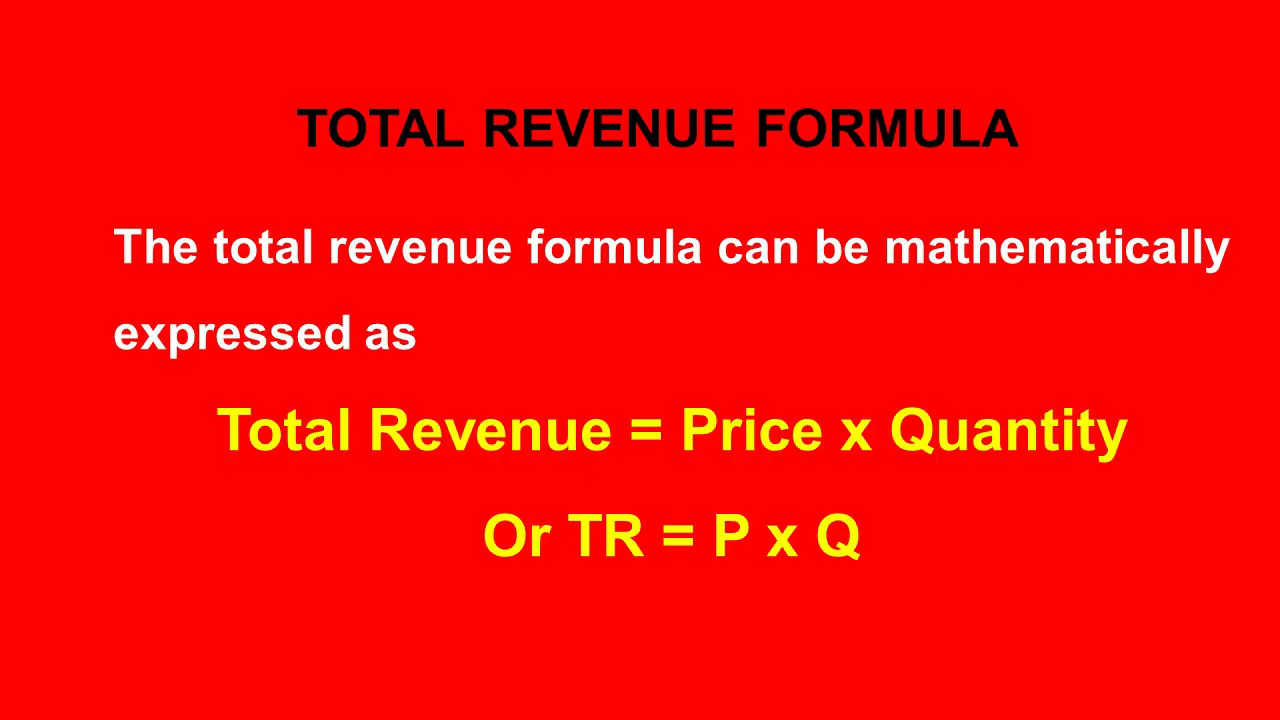 TOTAL REVENUE FORMULA
The total revenue formula can be mathematically
expressed as
Total Revenue = Price x Quantity
Or TR = P x Q